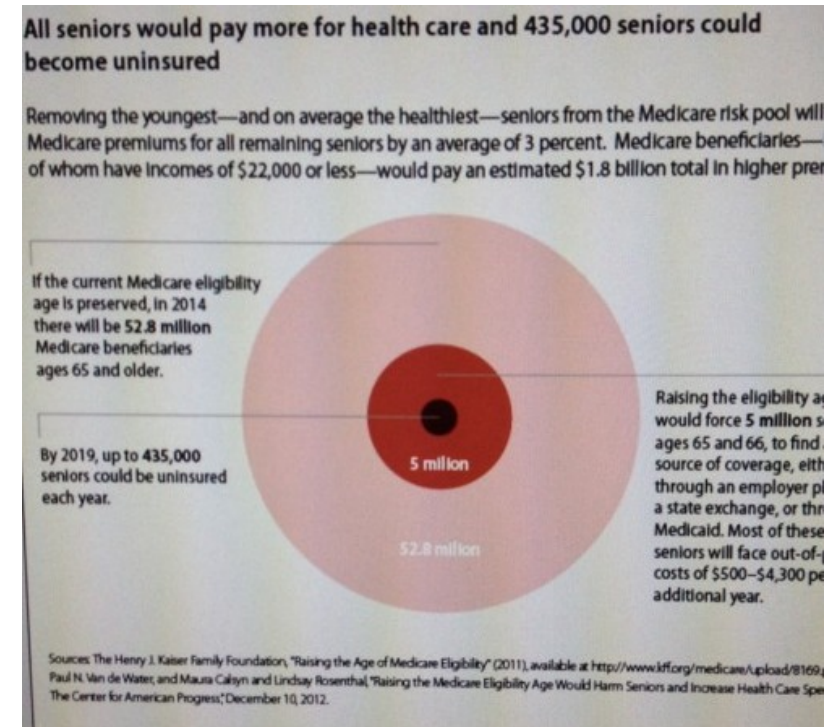 All seniors would pay more for health care and 435,000 seniors could
become uninsured
Removing the youngest—and on average the healthiest—seniors from the Medicare risk pool will
Medicare premiums for all remaining seniors by an average of 3 percent. Medicare beneficiaries—
of whom have incomes of $22,000 or less—would pay an estimated $1.8 billion total in higher
If the current Medicare eligibility
age is preserved, in 2014
there will be 52.8 million
Medicare beneficiaries
ages 65 and older.
By 2019, up to 435,000
seniors could be uninsured
each year.
5 million
52.8 million
Raising the eligibility
would force 5 million
ages 65 and 66, to find
source of coverage,
through an employer
a state exchange, or
Medicaid. Most of these
seniors will face out-of-
costs of $500–$4,300
additional year.
Sources: The Henry J. Kaiser Family Foundation, "Raising the Age of Medicare Eligibility" (2011), available at http://www.kff.org/medicare/upload/8169.
Paul N. Van de Water, and Maura Calsyn and Lindsay Rosenthal, "Raising the Medicare Eligibility Age Would Harm Seniors and Increase Health Care
The Center for American Progress, December 10, 2012.